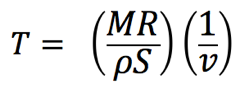 T = (MR/ρS) (1/v)